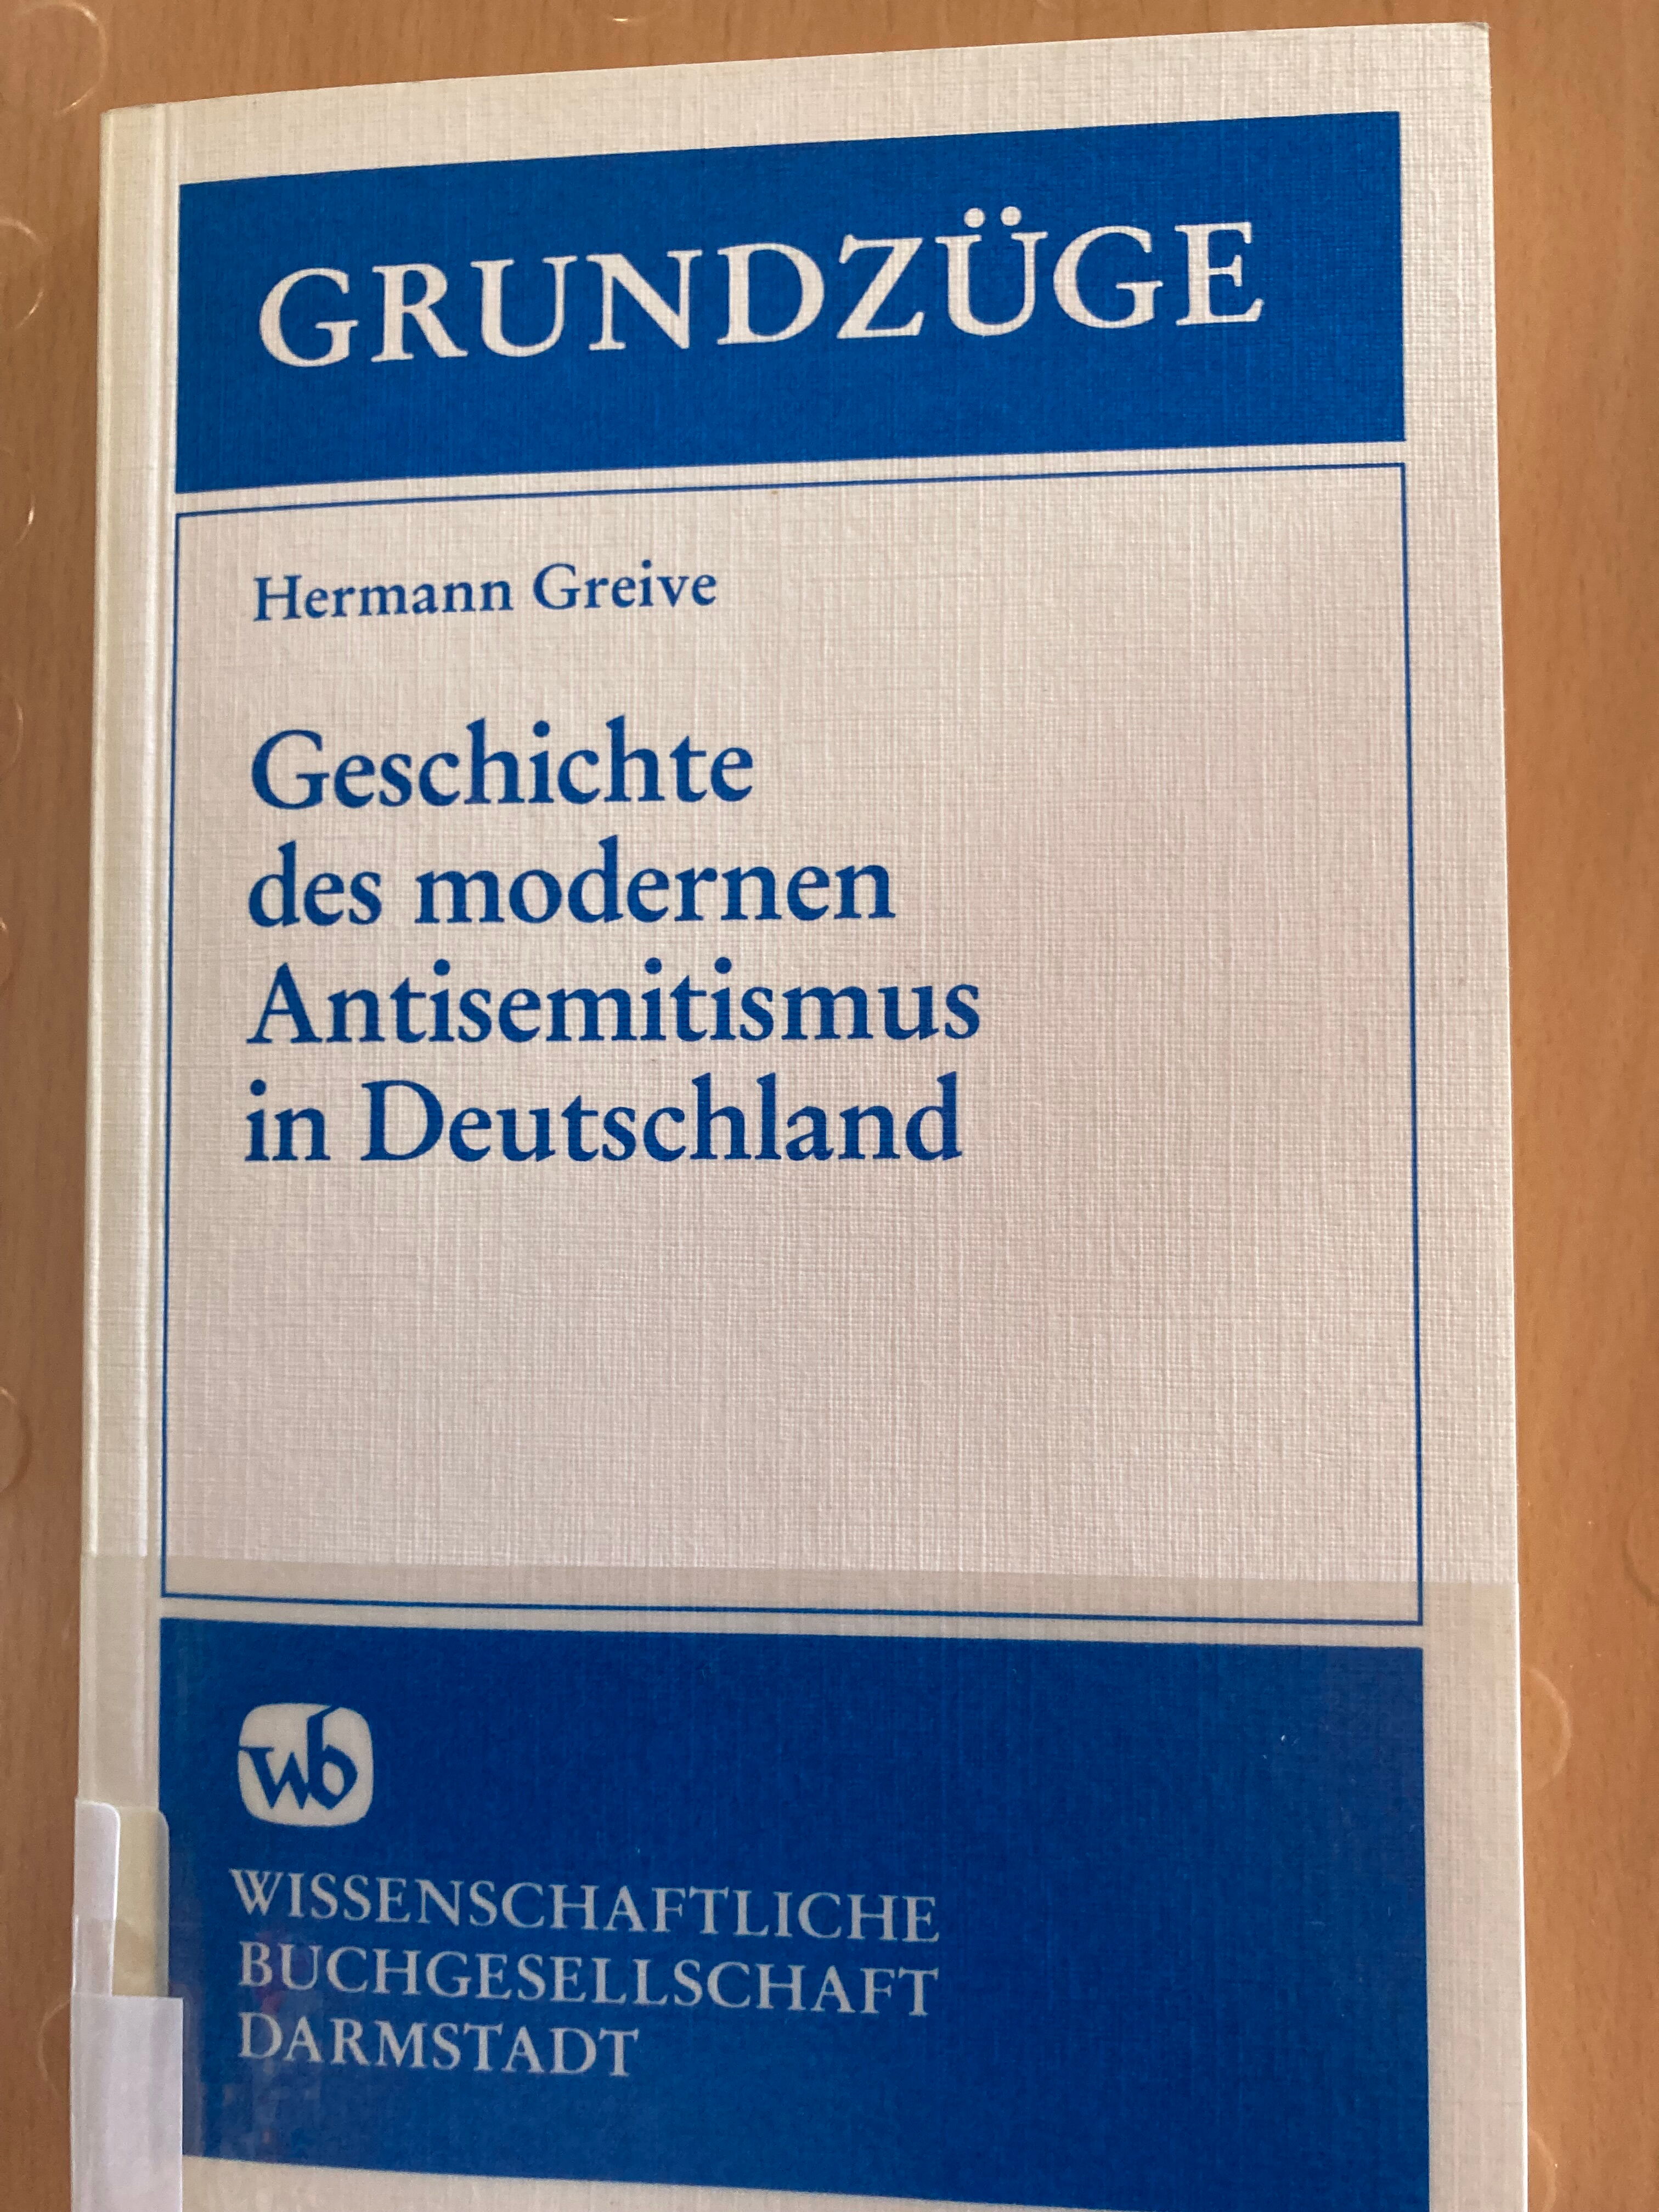 GRUNDZÜGE
Hermann Greive
Geschichte
des modernen
Antisemitismus
in Deutschland
wb
WISSENSCHAFTLICHE
BUCHGESELLSCHAFT
DARMSTADT